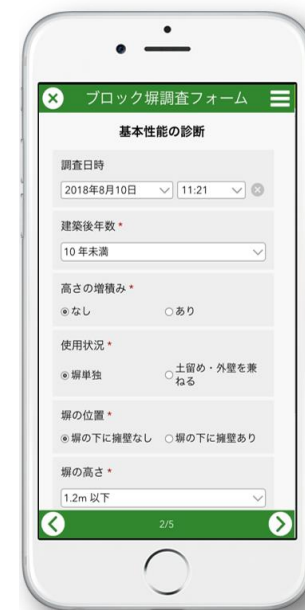 ブロック塀調査フォーム
基本性能の診断
調査日時
2018年8月10日 11:21
建築後年数 *
10 年未満
高さの増積み *
なし あり
使用状況 *
塀単独 土留め・外壁を兼
ねる
塀の位置 *
塀の下に擁壁なし 塀の下に擁壁あり
塀の高さ *
1.2m 以下
2/5